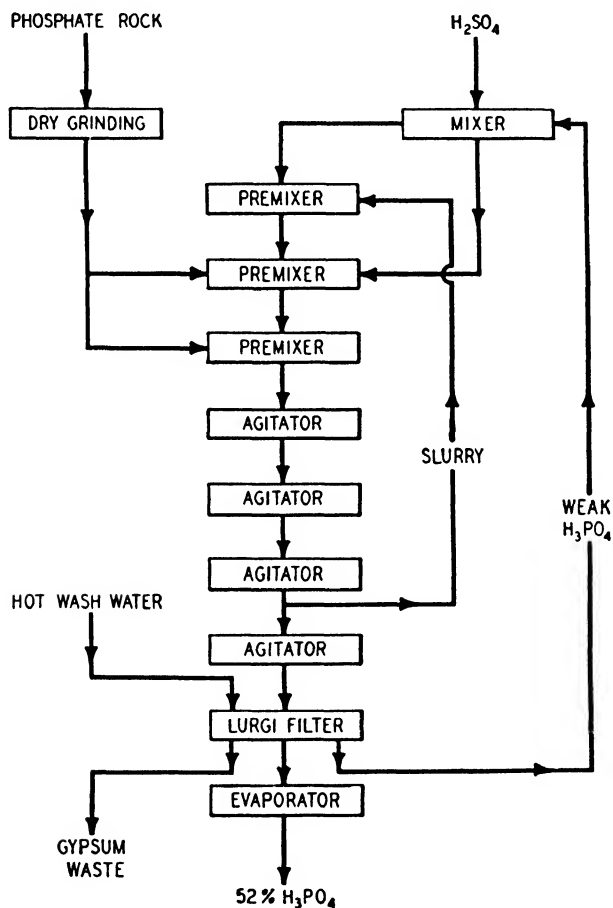 PHOSPHATE ROCK
H₂SO₄
DRY GRINDING
MIXER
PREMIXER
PREMIXER
PREMIXER
AGITATOR
SLURRY
AGITATOR
WEAK
H₃PO₄
AGITATOR
HOT WASH WATER
AGITATOR
LURGI FILTER
EVAPORATOR
GYPSUM
WASTE
52% H₃PO₄